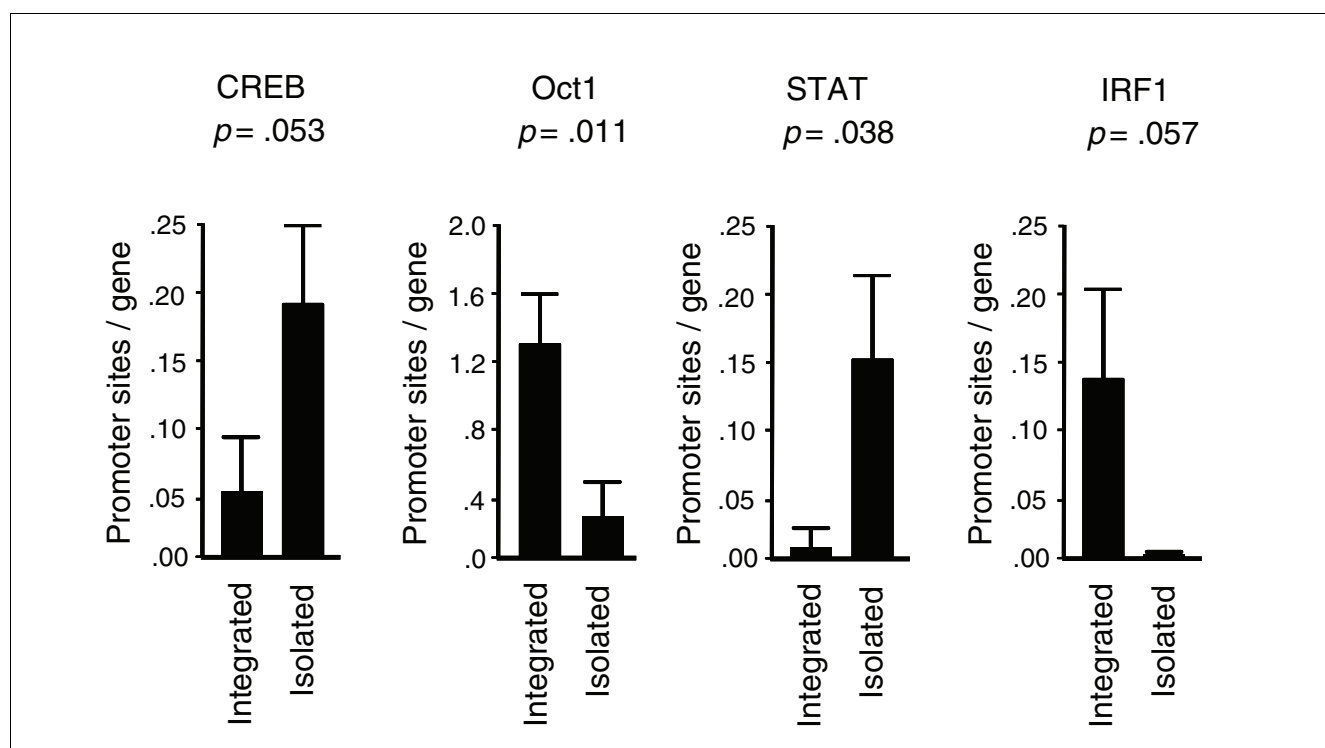 CREB
p= .053
Promoter sites / gene
.25
.20
.15
.10
.05
.00
Integrated
Isolated
Oct1
p= .011
Promoter sites / gene
2.0
1.6
1.2
.8
.4
.0
Integrated
Isolated
STAT
p= .038
Promoter sites / gene
.25
.20
.15
.10
.05
.00
Integrated
Isolated
IRF1
p= .057
Promoter sites / gene
.25
.20
.15
.10
.05
.00
Integrated
Isolated